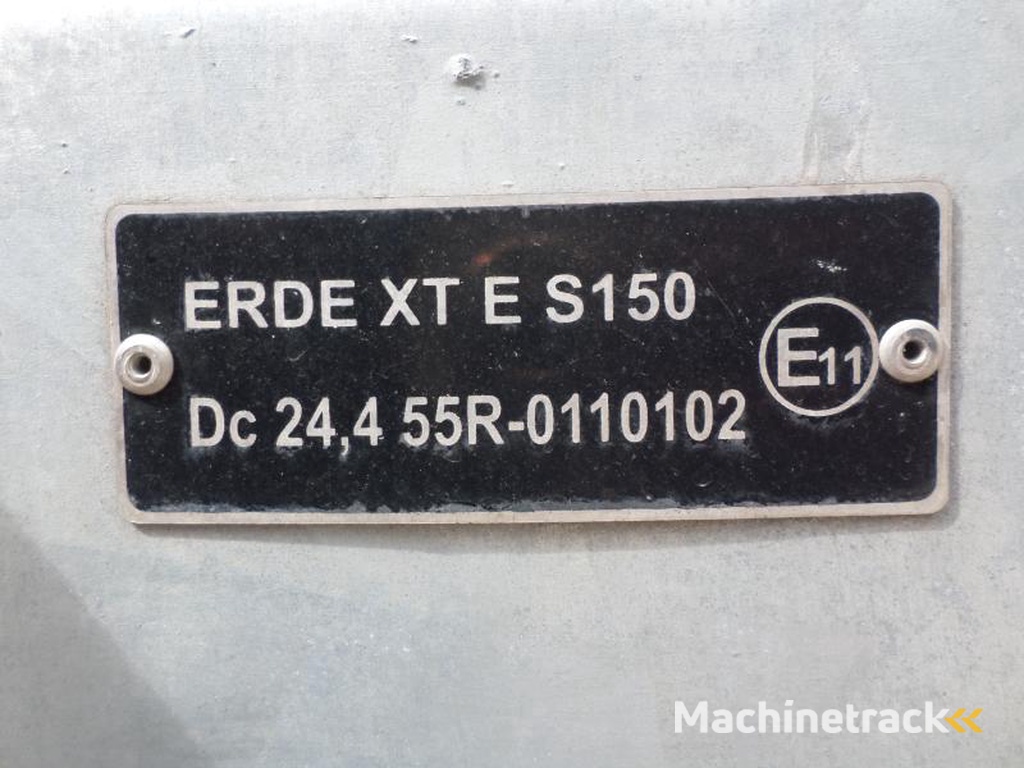 ERDE XT E S150
E11
Dc 24,4 55R-0110102
Machinetrack